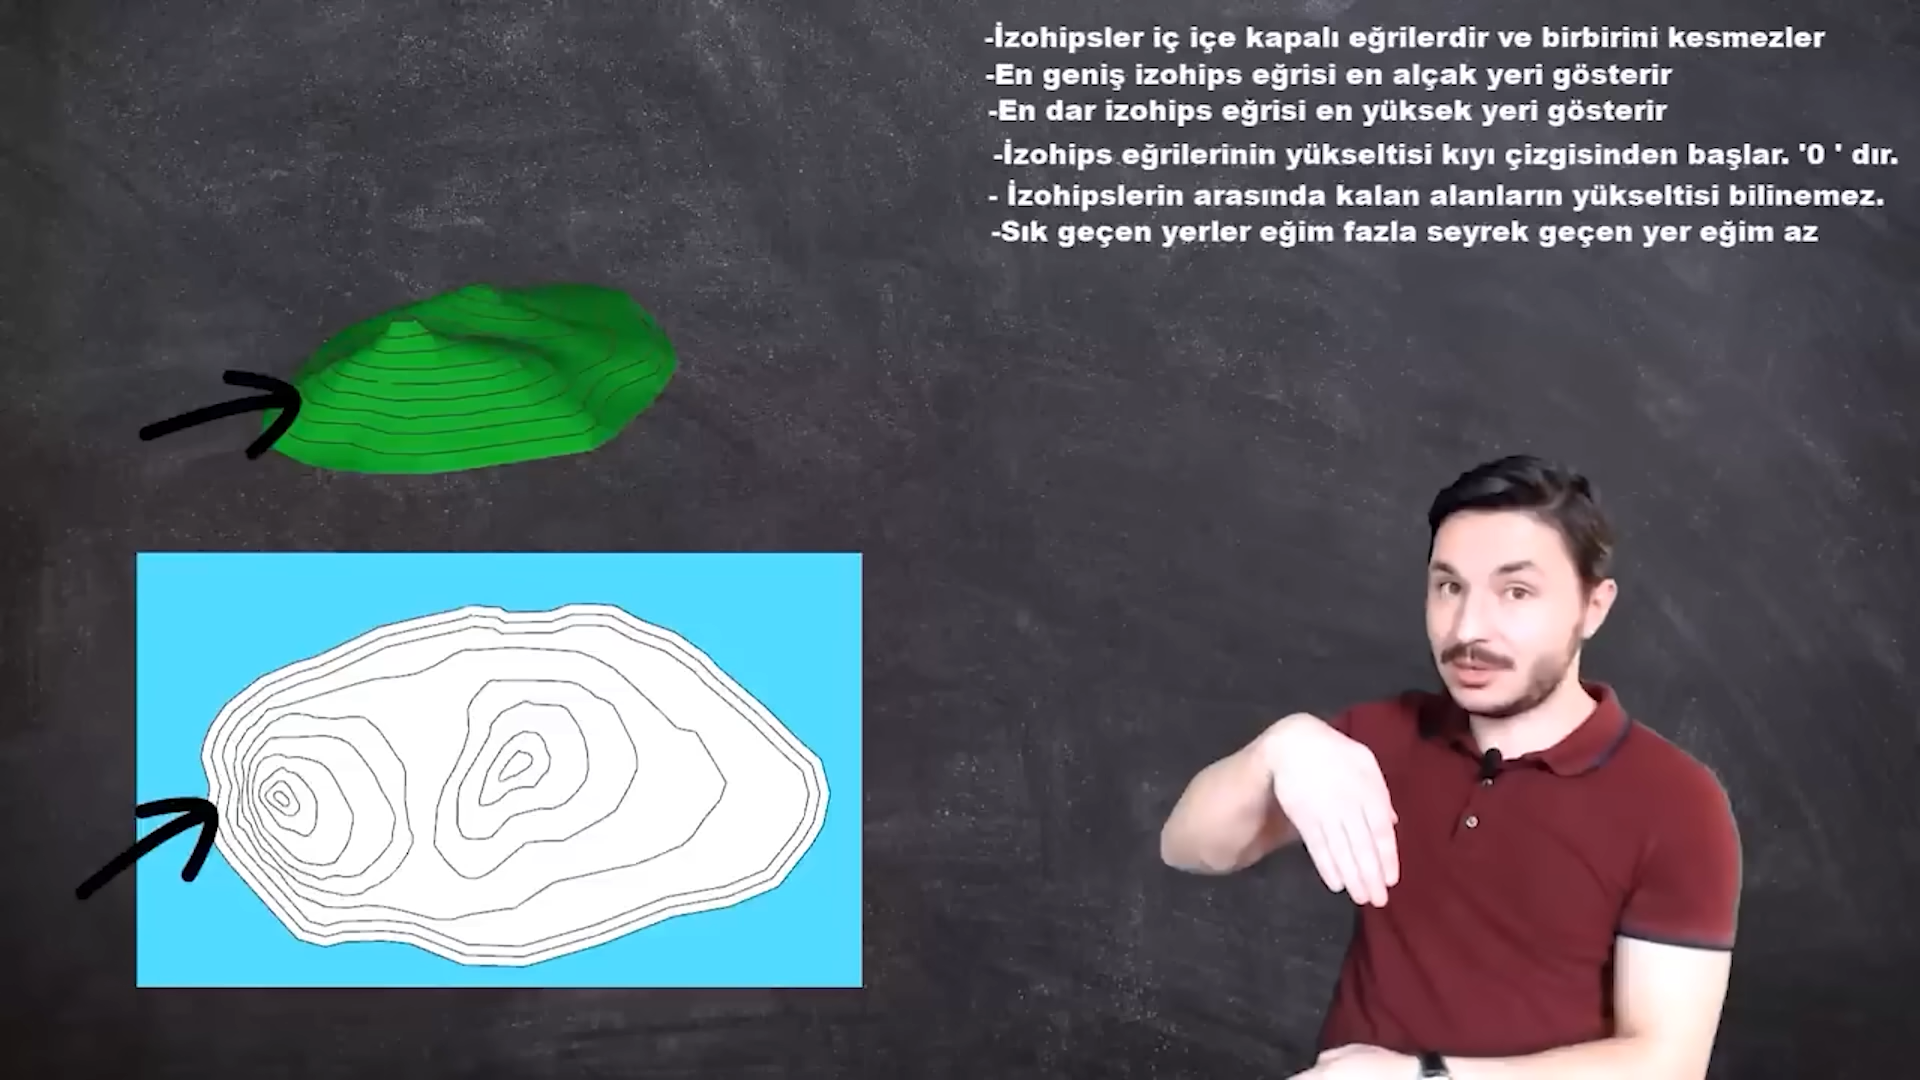 -İzohipsler iç içe kapalı eğrilerdir ve birbirini kesmezler
-En geniş izohips eğrisi en alçak yeri gösterir
-En dar izohips eğrisi en yüksek yeri gösterir
-İzohips eğrilerinin yükseltisi kıyı çizgisinden başlar. '0 ' dır.
- İzohipslerin arasında kalan alanların yükseltisi bilinemez.
-Sık geçen yerler eğim fazla seyrek geçen yer eğim az